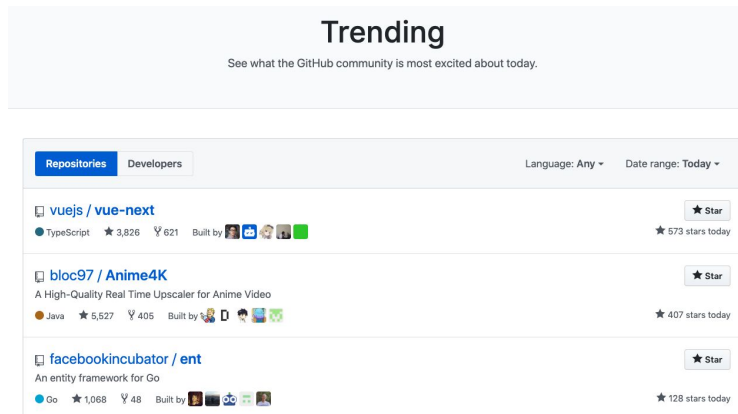 Trending
See what the GitHub community is most excited about today.
Repositories Developers Language: Any Date range: Today
vuejs / vue-next Star
TypeScript 3,826 621 Built by 573 stars today
bloc97 / Anime4K Star
A High-Quality Real Time Upscaler for Anime Video
Java 5,527 405 Built by 407 stars today
facebookincubator / ent Star
An entity framework for Go
Go 1,068 48 Built by 128 stars today